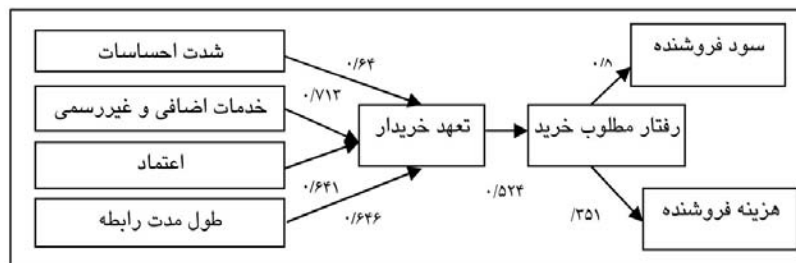 شدت احساسات
خدمات اضافی و غیررسمی
اعتماد
طول مدت رابطه
۰/۶۴
۰/۷۱۳
۰/۶۴۱
۰/۶۴۶
تعهد خریدار
۰/۵۲۴
رفتار مطلوب خرید
۰/۸
/۳۵۱
سود فروشنده
هزینه فروشنده